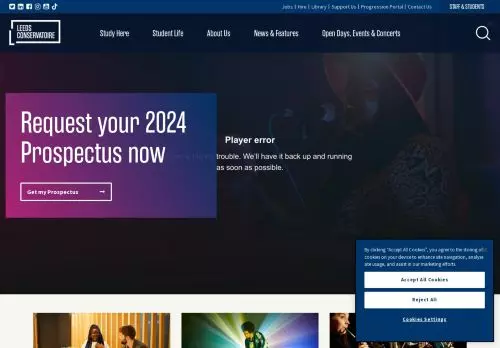 Jobs | Hire | Library | Support Us | Progression Portal | Contact Us
STAFF & STUDENTS
LEEDS
CONSERVATOIRE
Study Here
Student Life
About Us
News & Features
Open Days, Events & Concerts
Request your 2024
Prospectus now
Get my Prospectus
Player error
trouble. We'll have it back up and running
as soon as possible.
By clicking "Accept All Cookies", you agree to the storing of
cookies on your device to enhance site navigation, analyse
site usage, and assist in our marketing efforts.
Accept All Cookies
Reject All
Cookies Settings